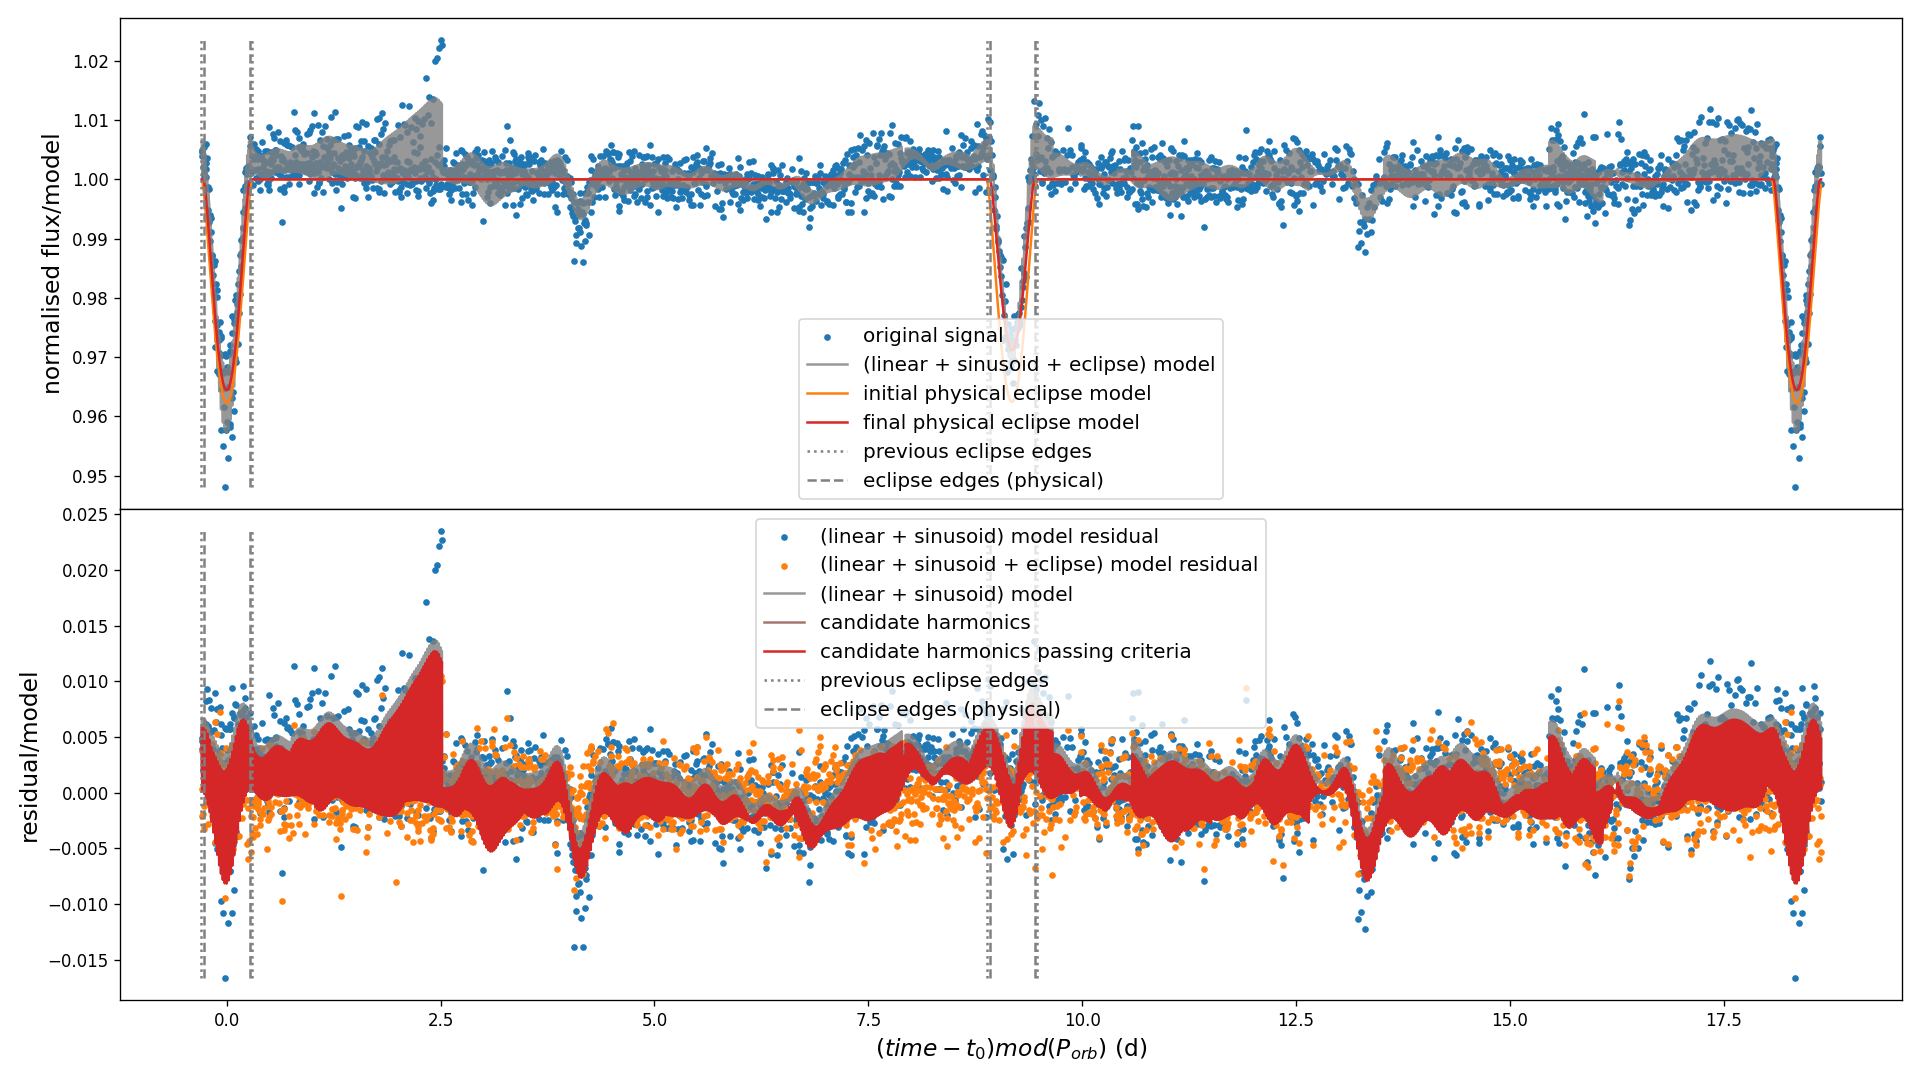 normalised flux/model
1.02
1.01
1.00
0.99
0.98
0.97
0.96
0.95
original signal
(linear + sinusoid + eclipse) model
initial physical eclipse model
final physical eclipse model
previous eclipse edges
eclipse edges (physical)
residual/model
0.025
0.020
0.015
0.010
0.005
0.000
−0.005
−0.010
−0.015
(linear + sinusoid) model residual
(linear + sinusoid + eclipse) model residual
(linear + sinusoid) model
candidate harmonics
candidate harmonics passing criteria
previous eclipse edges
eclipse edges (physical)
0.0 2.5 5.0 7.5 10.0 12.5 15.0 17.5
(time − t₀)mod(P_orb) (d)